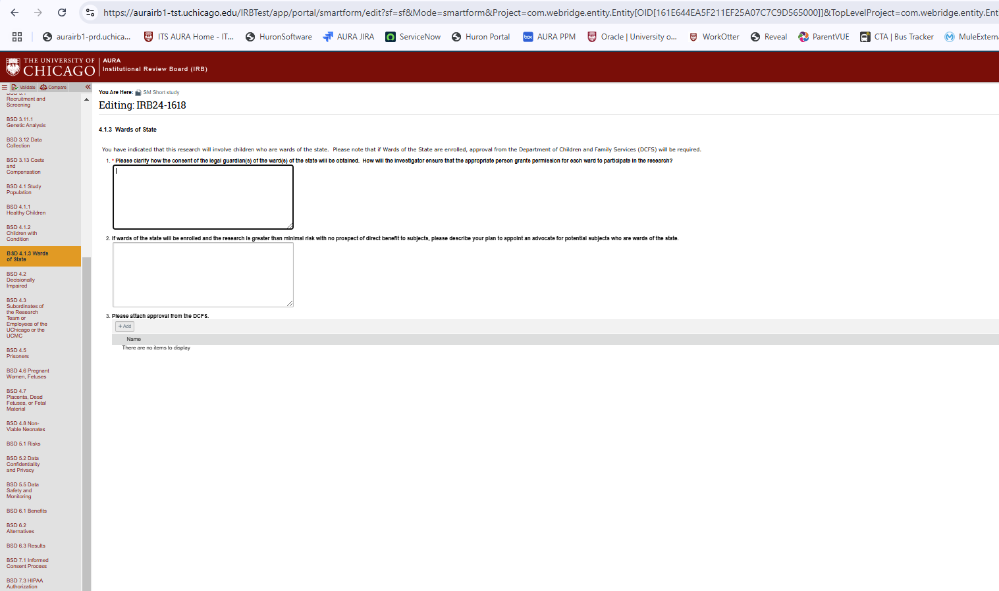 https://aurairb1-tst.uchicago.edu/IRBTest/app/portal/smartform/edit?sf=sf&Mode=smartform&Project=com.webridge.entity.Entity[OID[161E644EA5F211EF25A07C7C9D565000]]&TopLevelProject=com.webridge.entity.Ent
aurairb1-prd.uchica... ITS AURA Home - IT... HuronSoftware AURA JIRA ServiceNow Huron Portal box AURA PPM Oracle | University o... WorkOtter Reveal ParentVUE CTA | Bus Tracker MuleExtern
THE UNIVERSITY OF
CHICAGO
AURA
Institutional Review Board (IRB)
Validate Compare
Recruitment and
Screening
BSD 3.11.1
Genetic Analysis
BSD 3.12 Data
Collection
BSD 3.13 Costs
and
Compensation
BSD 4.1 Study
Population
BSD 4.1.1
Healthy Children
BSD 4.1.2
Children with
Condition
BSD 4.1.3 Wards
of State
BSD 4.2
Decisionally
Impaired
BSD 4.3
Subordinates of
the Research
Team or
Employees of the
UChicago or the
UCMC
BSD 4.5
Prisoners
BSD 4.6 Pregnant
Women, Fetuses
BSD 4.7
Placenta, Dead
Fetuses, or Fetal
Material
BSD 4.8 Non-
Viable Neonates
BSD 5.1 Risks
BSD 5.2 Data
Confidentiality
and Privacy
BSD 5.5 Data
Safety and
Monitoring
BSD 6.1 Benefits
BSD 6.2
Alternatives
BSD 6.3 Results
BSD 7.1 Informed
Consent Process
BSD 7.3 HIPAA
Authorization
You Are Here: SM Short study
Editing: IRB24-1618
4.1.3 Wards of State
You have indicated that this research will involve children who are wards of the state. Please note that if Wards of the State are enrolled, approval from the Department of Children and Family Services (DCFS) will be required.
1. * Please clarify how the consent of the legal guardian(s) of the ward(s) of the state will be obtained. How will the investigator ensure that the appropriate person grants permission for each ward to participate in the research?
2. If wards of the state will be enrolled and the research is greater than minimal risk with no prospect of direct benefit to subjects, please describe your plan to appoint an advocate for potential subjects who are wards of the state.
3. Please attach approval from the DCFS.
+ Add
Name
There are no items to display